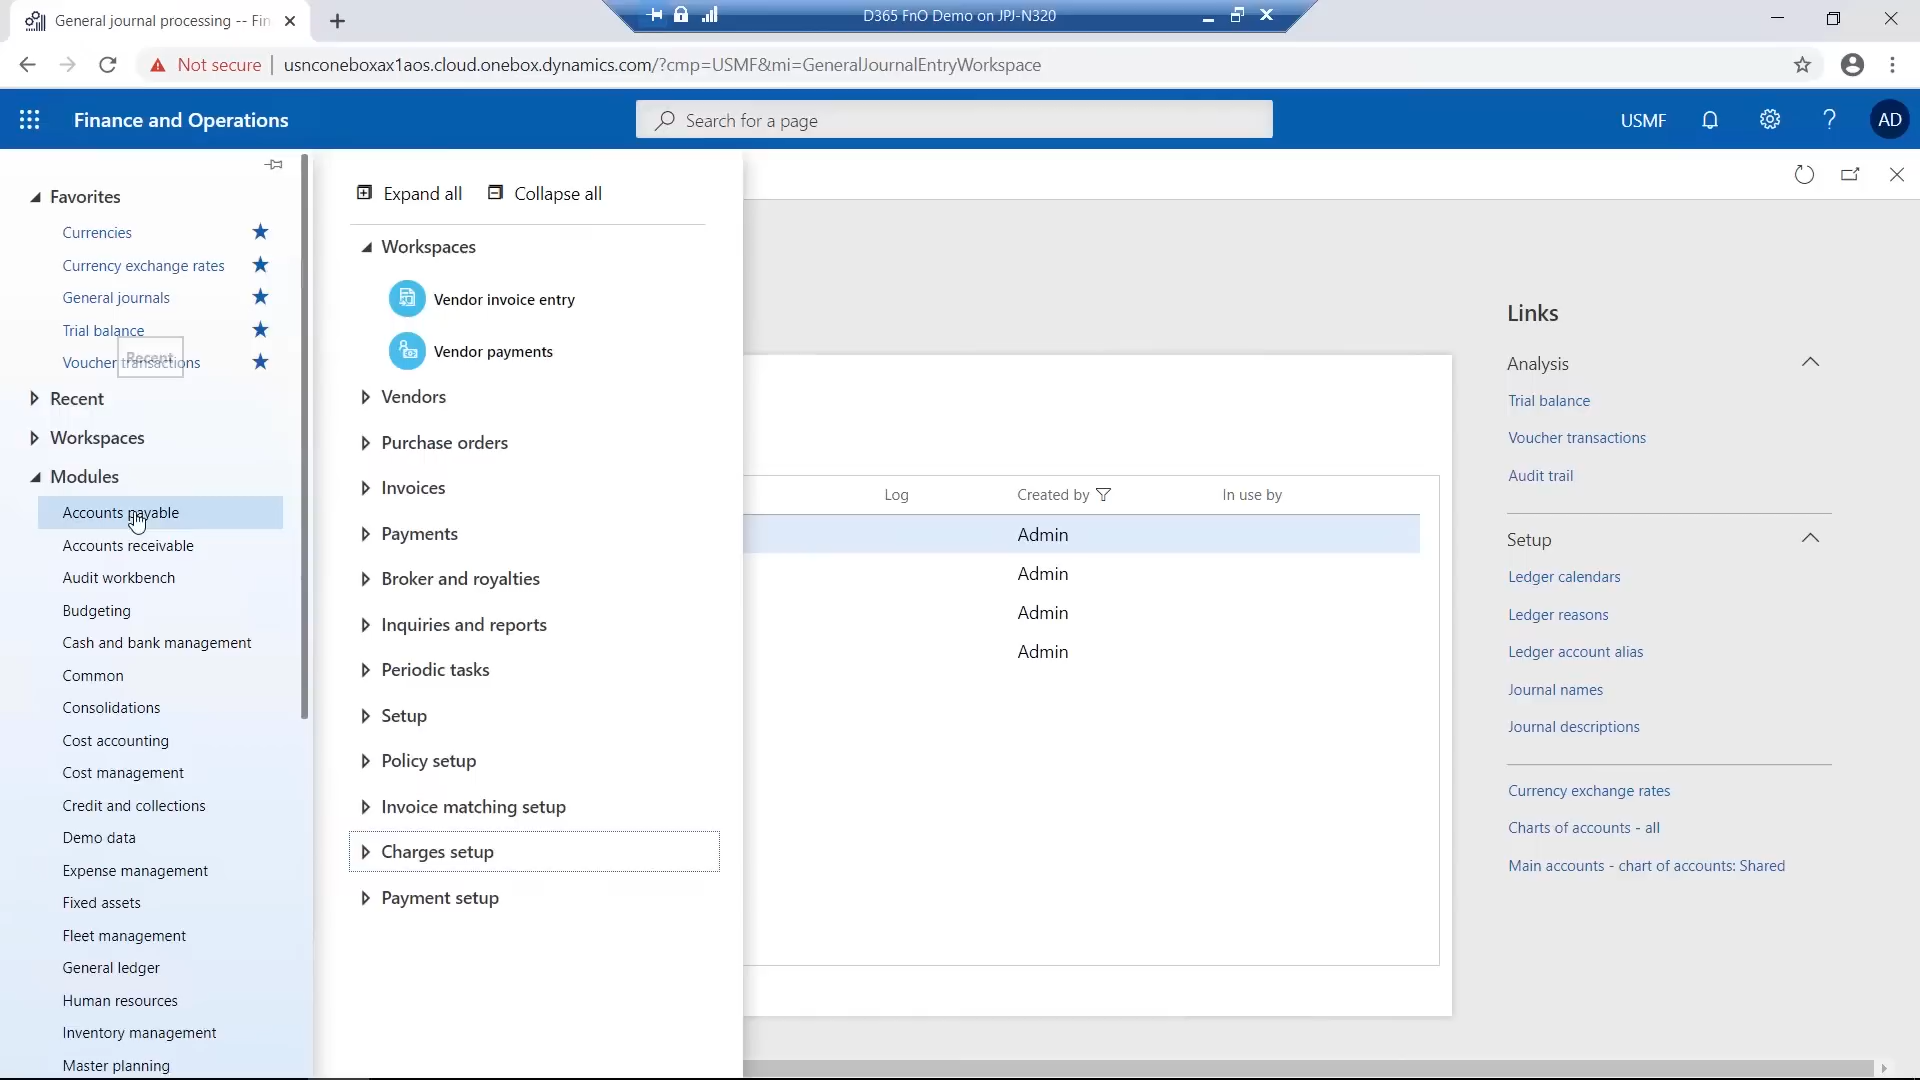 General journal processing -- Fin
D365 FnO Demo on JPJ-N320
Not secure
usnconeboxax1aos.cloud.onebox.dynamics.com/?cmp=USMF&mi=GeneralJournalEntryWorkspace
Finance and Operations
Search for a page
USMF
?
AD
Favorites
Currencies
Currency exchange rates
General journals
Trial balance
Voucher transactions
Recent
Recent
Workspaces
Modules
Accounts payable
Accounts receivable
Audit workbench
Budgeting
Cash and bank management
Common
Consolidations
Cost accounting
Cost management
Credit and collections
Demo data
Expense management
Fixed assets
Fleet management
General ledger
Human resources
Inventory management
Master planning
Expand all
Collapse all
Workspaces
Vendor invoice entry
Vendor payments
Vendors
Purchase orders
Invoices
Payments
Broker and royalties
Inquiries and reports
Periodic tasks
Setup
Policy setup
Invoice matching setup
Charges setup
Payment setup
Log
Created by
In use by
Admin
Admin
Admin
Admin
Links
Analysis
Trial balance
Voucher transactions
Audit trail
Setup
Ledger calendars
Ledger reasons
Ledger account alias
Journal names
Journal descriptions
Currency exchange rates
Charts of accounts - all
Main accounts - chart of accounts: Shared